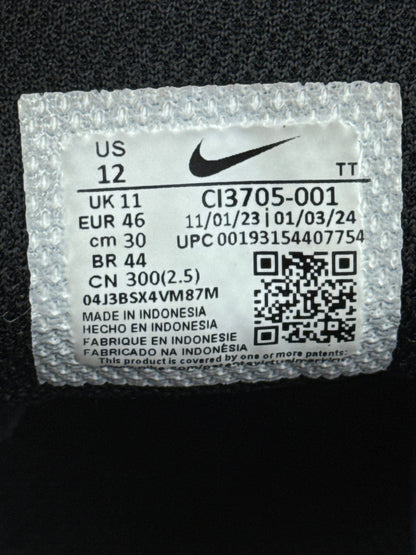 US
12
TT
UK 11
CI3705-001
EUR 46
11/01/23 | 01/03/24
cm 30
UPC 00193154407754
BR 44
CN 300(2.5)
04J3BSX4VM87M
MADE IN INDONESIA
HECHO EN INDONESIA
FABRIQUE EN INDONESIE
FABRICADO NA INDONÈSIA
This product is covered by one or more patents: